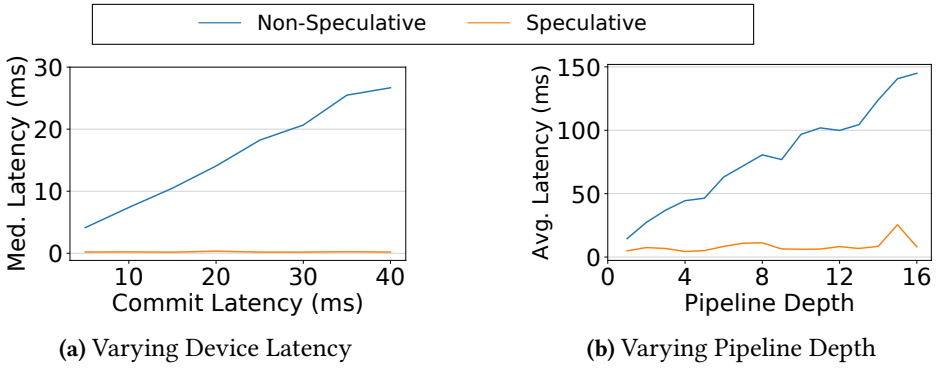 Non-Speculative Speculative
Med. Latency (ms)
30
20
10
0
10 20 30 40
Commit Latency (ms)
(a) Varying Device Latency
Avg. Latency (ms)
150
100
50
0
0 4 8 12 16
Pipeline Depth
(b) Varying Pipeline Depth